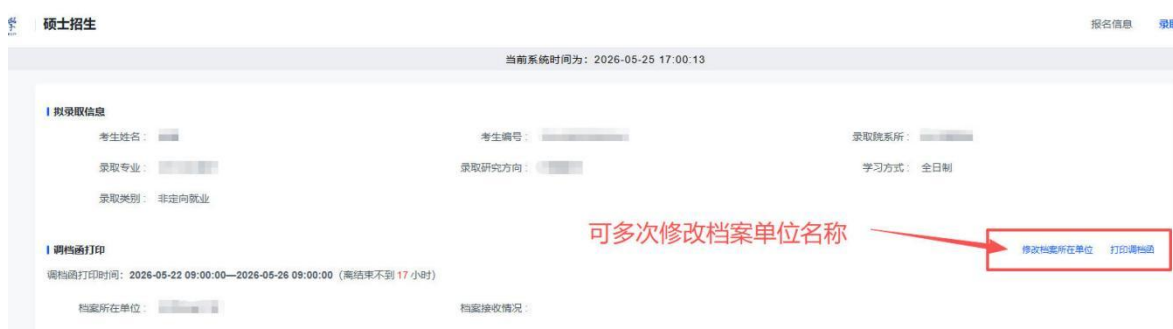 硕士招生
报名信息
当前系统时间为：2026-05-25 17:00:13
拟录取信息
考生姓名：
考生编号：
录取院系所：
录取专业：
录取研究方向：
学习方式： 全日制
录取类别： 非定向就业
可多次修改档案单位名称
调档函打印
修改档案所在单位 打印调档函
调档函打印时间：2026-05-22 09:00:00—2026-05-26 09:00:00（离结束不到 17 小时）
档案所在单位：
档案接收情况：